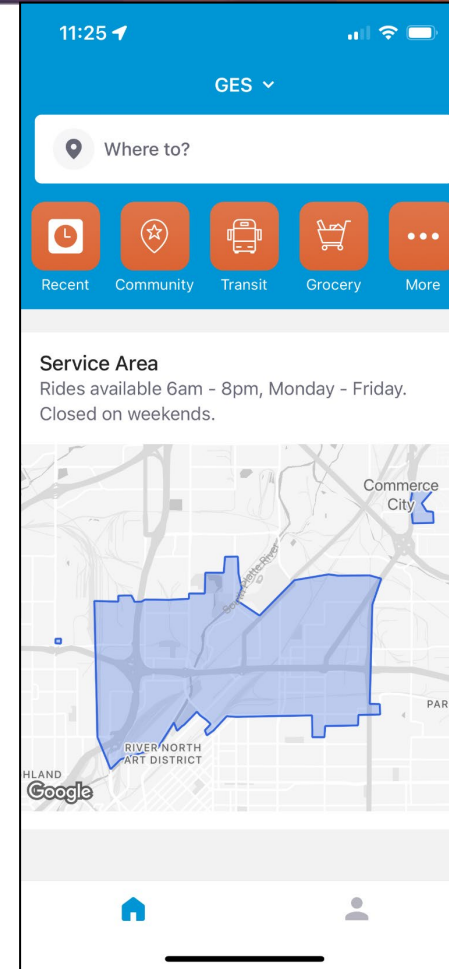 11:25
GES
Where to?
Recent Community Transit Grocery More
Service Area
Rides available 6am - 8pm, Monday - Friday.
Closed on weekends.
Commerce
City
South Platte River
PAR
RIVER NORTH
ART DISTRICT
HLAND
Google